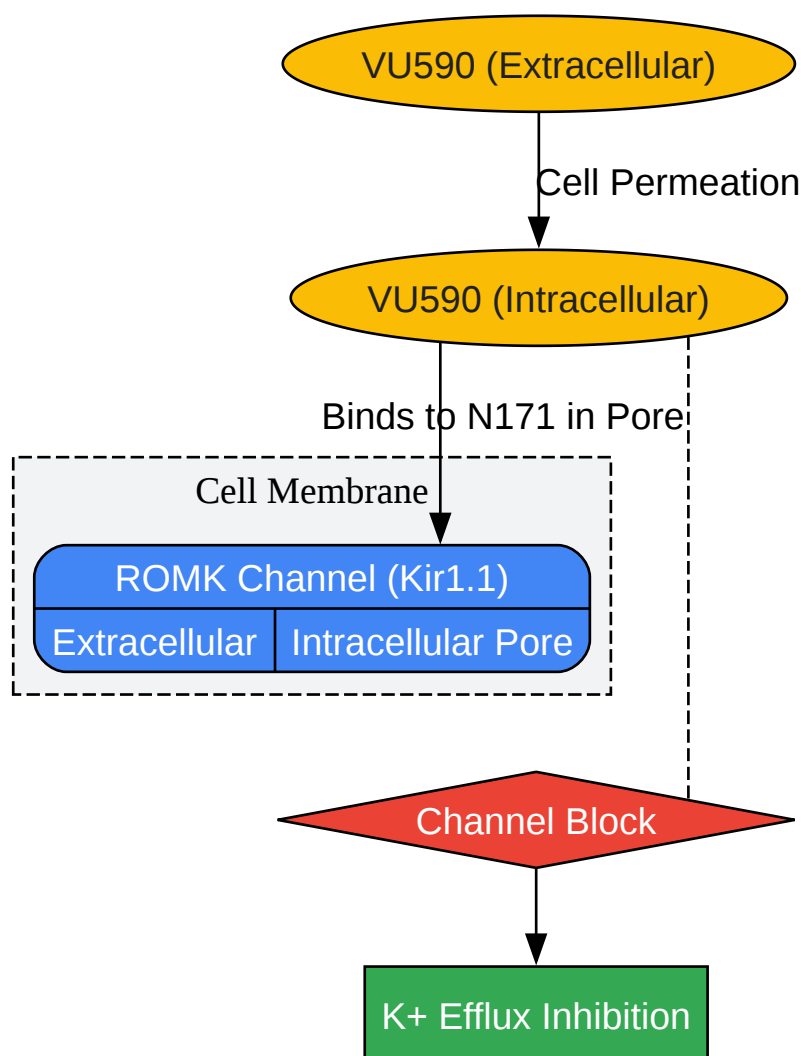 VU590 (Extracellular)
Cell Permeation
VU590 (Intracellular)
Binds to N171 in Pore
Cell Membrane
ROMK Channel (Kir1.1)
Extracellular
Intracellular Pore
Channel Block
K+ Efflux Inhibition